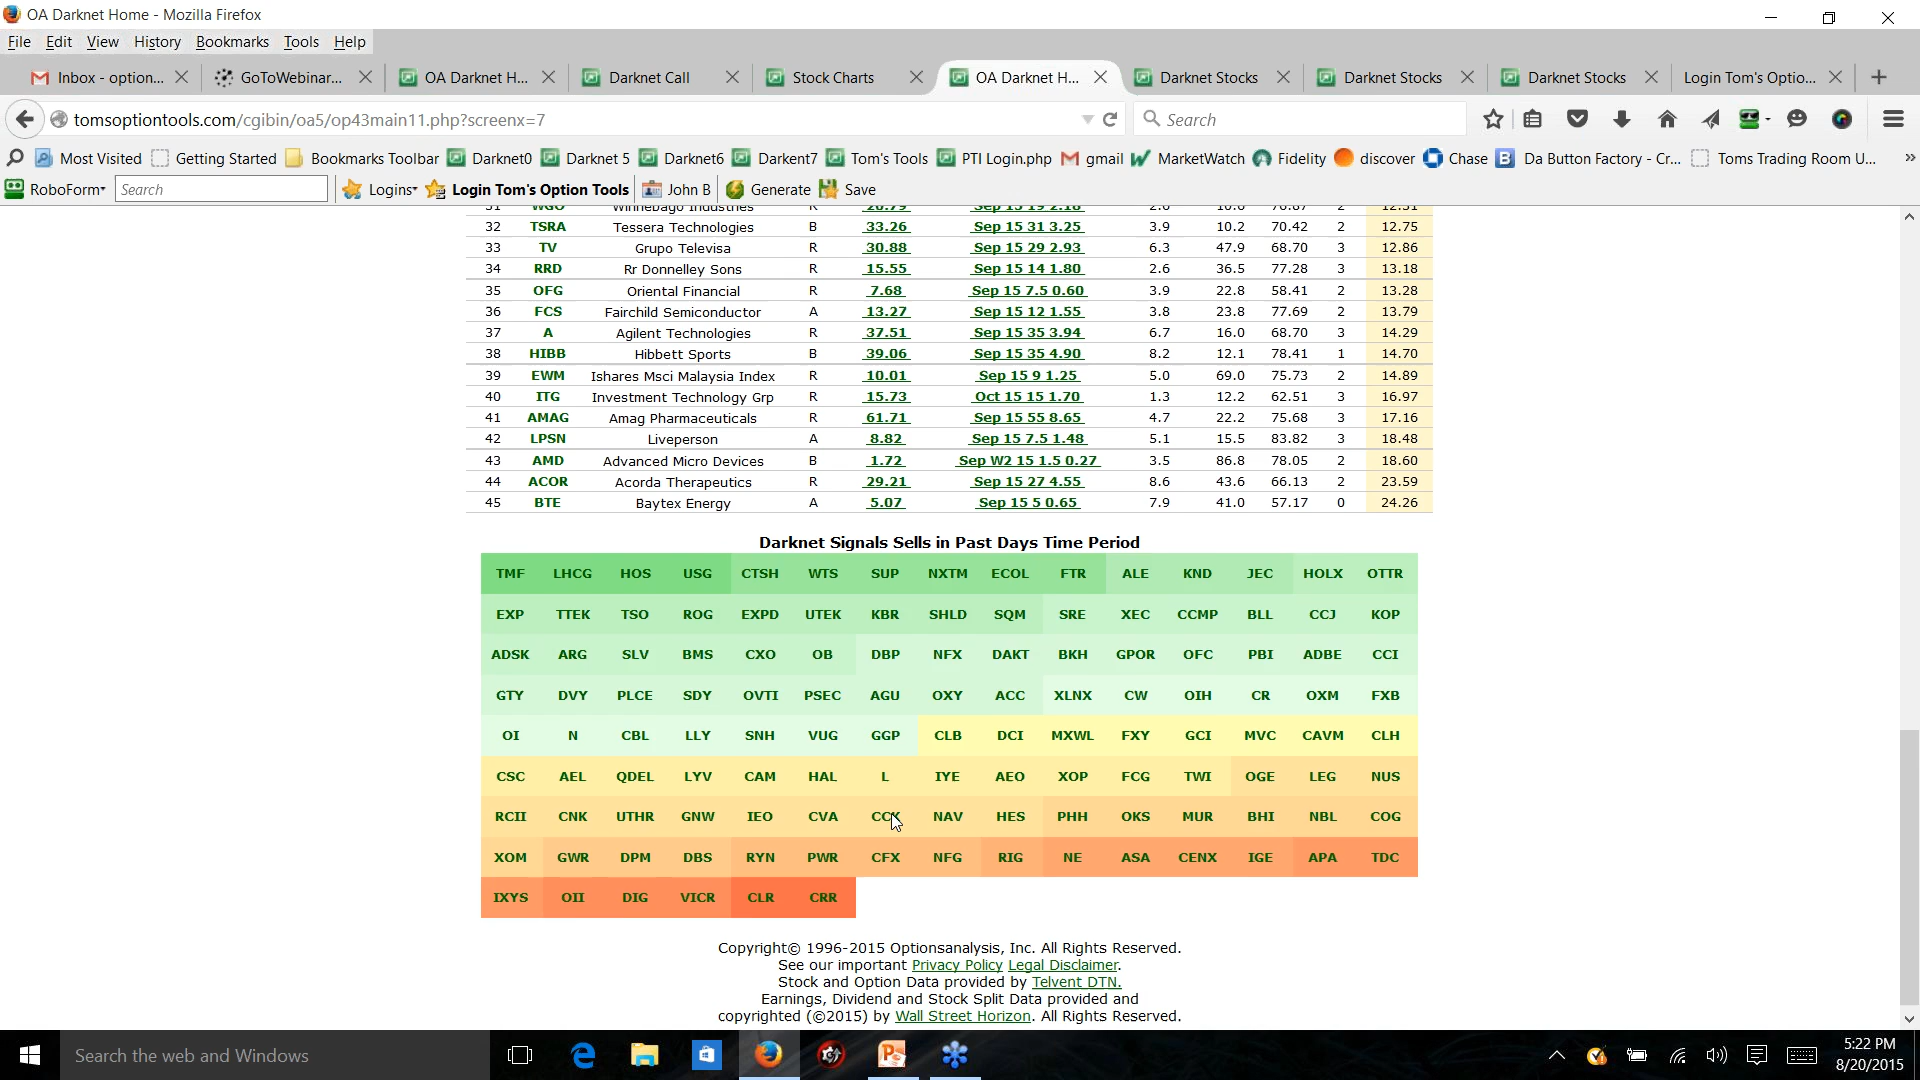 OA Darknet Home - Mozilla Firefox
File Edit View History Bookmarks Tools Help
Inbox - option... GoToWebinar... OA Darknet H... Darknet Call Stock Charts OA Darknet H... Darknet Stocks Darknet Stocks Darknet Stocks Login Tom's Optio...
tomsoptiontools.com/cgibin/oa5/op43main11.php?screenx=7 Search
Most Visited Getting Started Bookmarks Toolbar Darknet0 Darknet 5 Darknet6 Darkent7 Tom's Tools PTI Login.php gmail MarketWatch Fidelity discover Chase Da Button Factory - Cr... Toms Trading Room U... »
RoboForm Search Logins Login Tom's Option Tools John B Generate Save
31 WGO Winnebago Industries R 20.79 Sep 15 19 2.18 2.6 10.6 70.87 2 12.51
32 TSRA Tessera Technologies B 33.26 Sep 15 31 3.25 3.9 10.2 70.42 2 12.75
33 TV Grupo Televisa R 30.88 Sep 15 29 2.93 6.3 47.9 68.70 3 12.86
34 RRD Rr Donnelley Sons R 15.55 Sep 15 14 1.80 2.6 36.5 77.28 3 13.18
35 OFG Oriental Financial R 7.68 Sep 15 7.5 0.60 3.9 22.8 58.41 2 13.28
36 FCS Fairchild Semiconductor A 13.27 Sep 15 12 1.55 3.8 23.8 77.69 2 13.79
37 A Agilent Technologies R 37.51 Sep 15 35 3.94 6.7 16.0 68.70 3 14.29
38 HIBB Hibbett Sports B 39.06 Sep 15 35 4.90 8.2 12.1 78.41 1 14.70
39 EWM Ishares Msci Malaysia Index R 10.01 Sep 15 9 1.25 5.0 69.0 75.73 2 14.89
40 ITG Investment Technology Grp R 15.73 Oct 15 15 1.70 1.3 12.2 62.51 3 16.97
41 AMAG Amag Pharmaceuticals R 61.71 Sep 15 55 8.65 4.7 22.2 75.68 3 17.16
42 LPSN Liveperson A 8.82 Sep 15 7.5 1.48 5.1 15.5 83.82 3 18.48
43 AMD Advanced Micro Devices B 1.72 Sep W2 15 1.5 0.27 3.5 86.8 78.05 2 18.60
44 ACOR Acorda Therapeutics R 29.21 Sep 15 27 4.55 8.6 43.6 66.13 2 23.59
45 BTE Baytex Energy A 5.07 Sep 15 5 0.65 7.9 41.0 57.17 0 24.26
Darknet Signals Sells in Past Days Time Period
TMF LHCG HOS USG CTSH WTS SUP NXTM ECOL FTR ALE KND JEC HOLX OTTR
EXP TTEK TSO ROG EXPD UTEK KBR SHLD SQM SRE XEC CCMP BLL CCJ KOP
ADSK ARG SLV BMS CXO OB DBP NFX DAKT BKH GPOR OFC PBI ADBE CCI
GTY DVY PLCE SDY OVTI PSEC AGU OXY ACC XLNX CW OIH CR OXM FXB
OI N CBL LLY SNH VUG GGP CLB DCI MXWL FXY GCI MVC CAVM CLH
CSC AEL QDEL LYV CAM HAL L IYE AEO XOP FCG TWI OGE LEG NUS
RCII CNK UTHR GNW IEO CVA NAV HES PHH OKS MUR BHI NBL COG
XOM GWR DPM DBS RYN PWR CFX NFG RIG NE ASA CENX IGE APA TDC
IXYS OII DIG VICR CLR CRR
Copyright© 1996-2015 Optionsanalysis, Inc. All Rights Reserved.
See our important Privacy Policy Legal Disclaimer.
Stock and Option Data provided by Telvent DTN.
Earnings, Dividend and Stock Split Data provided and
copyrighted (©2015) by Wall Street Horizon. All Rights Reserved.
Search the web and Windows
5:22 PM
8/20/2015